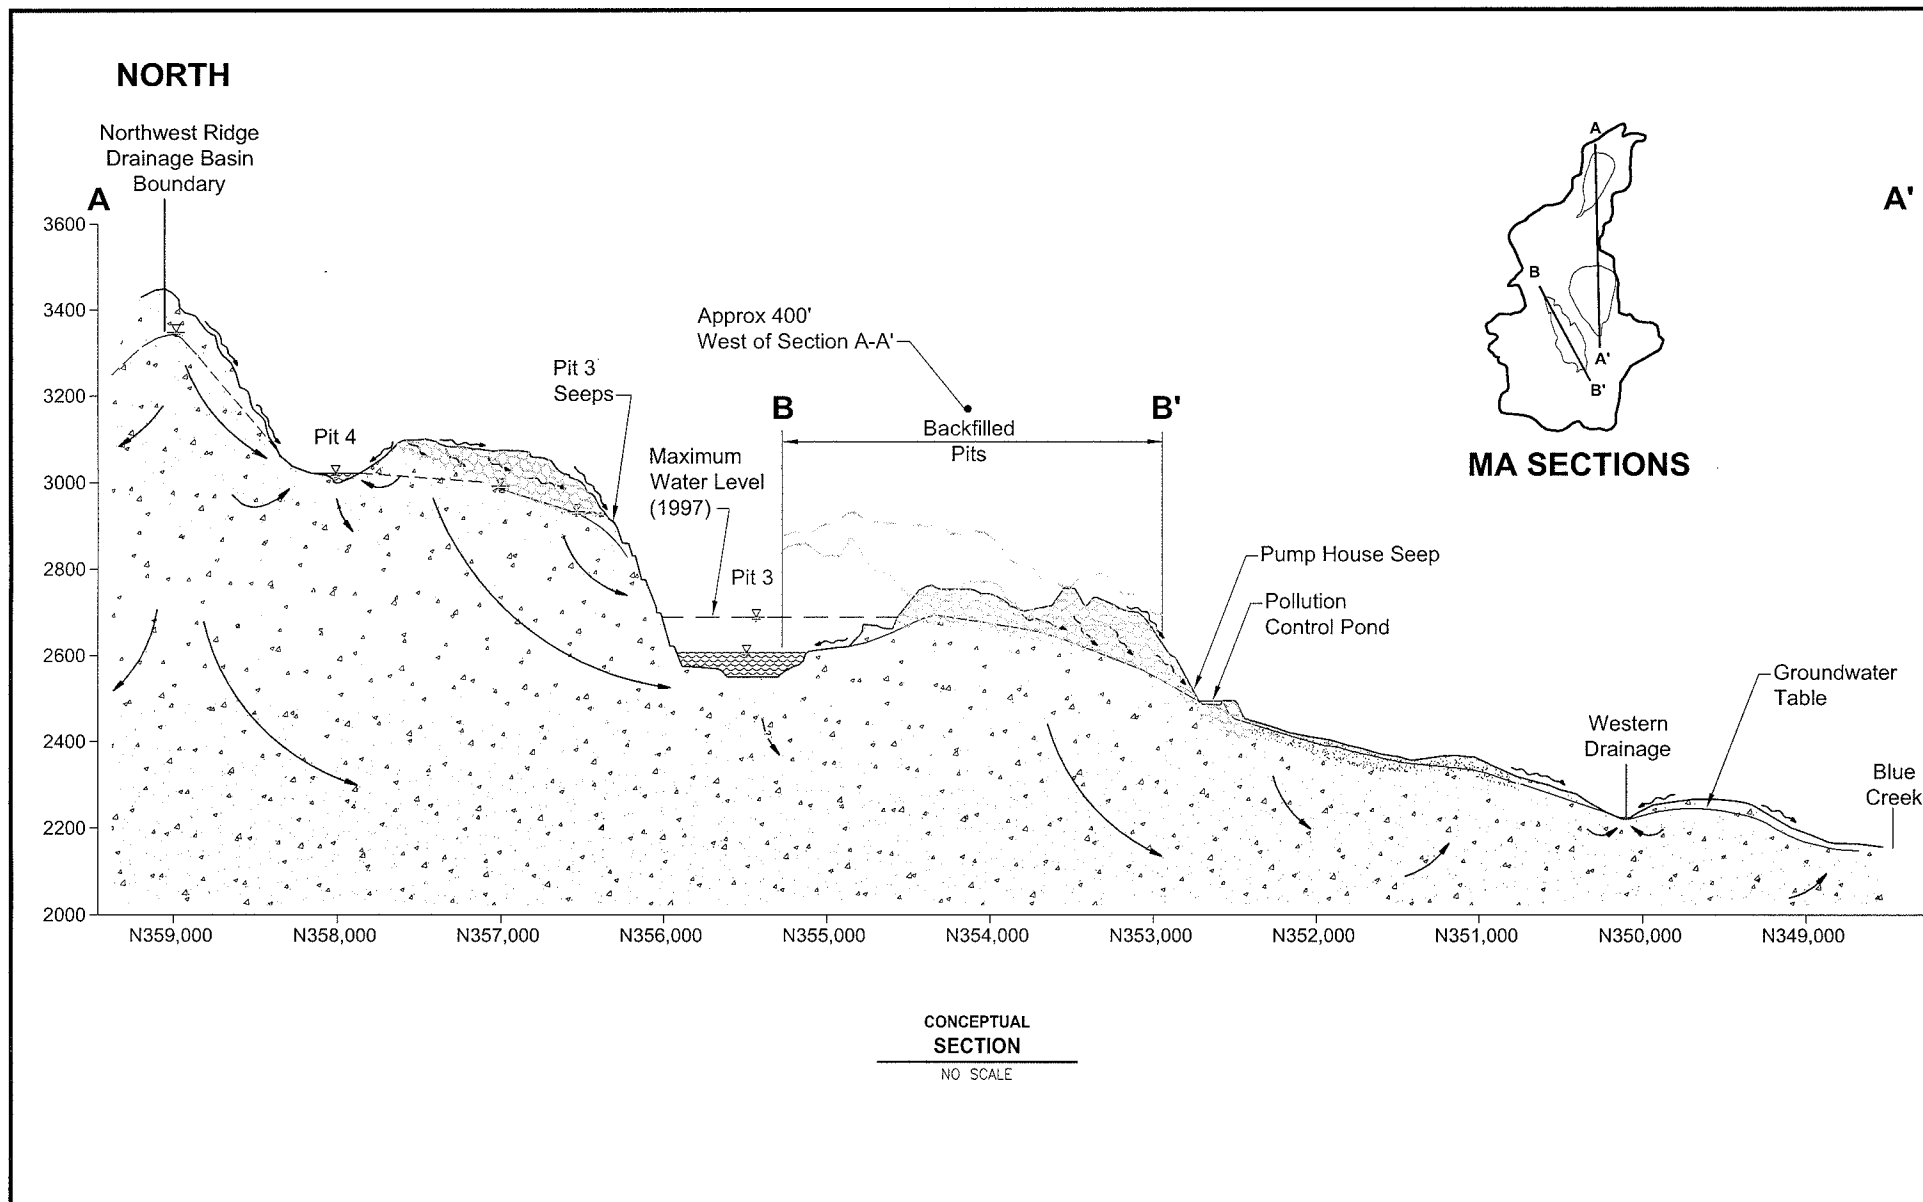 NORTH
Northwest Ridge
Drainage Basin
Boundary
A
A'
3600
3400
3200
3000
2800
2600
2400
2200
2000
Pit 4
Pit 3
Seeps
Maximum
Water Level
(1997)
Pit 3
Approx 400'
West of Section A-A'
B
B'
Backfilled
Pits
Pump House Seep
Pollution
Control Pond
Western
Drainage
Groundwater
Table
Blue
Creek
A
B
A'
B'
MA SECTIONS
N359,000
N358,000
N357,000
N356,000
N355,000
N354,000
N353,000
N352,000
N351,000
N350,000
N349,000
CONCEPTUAL
SECTION
NO SCALE